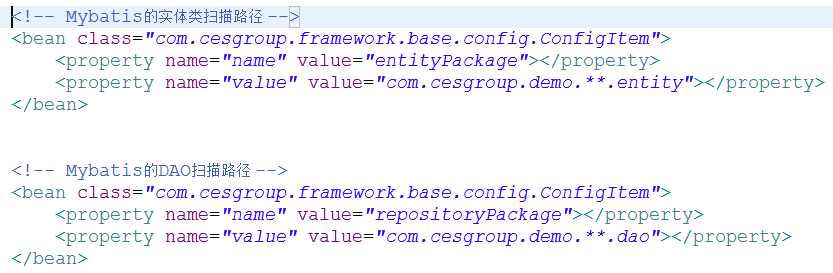 <!-- Mybatis的实体类扫描路径 -->
<bean class="com.cesgroup.framework.base.config.ConfigItem">
    <property name="name" value="entityPackage"></property>
    <property name="value" value="com.cesgroup.demo.**.entity"></property>
</bean>
<!-- Mybatis的DAO扫描路径 -->
<bean class="com.cesgroup.framework.base.config.ConfigItem">
    <property name="name" value="repositoryPackage"></property>
    <property name="value" value="com.cesgroup.demo.**.dao"></property>
</bean>